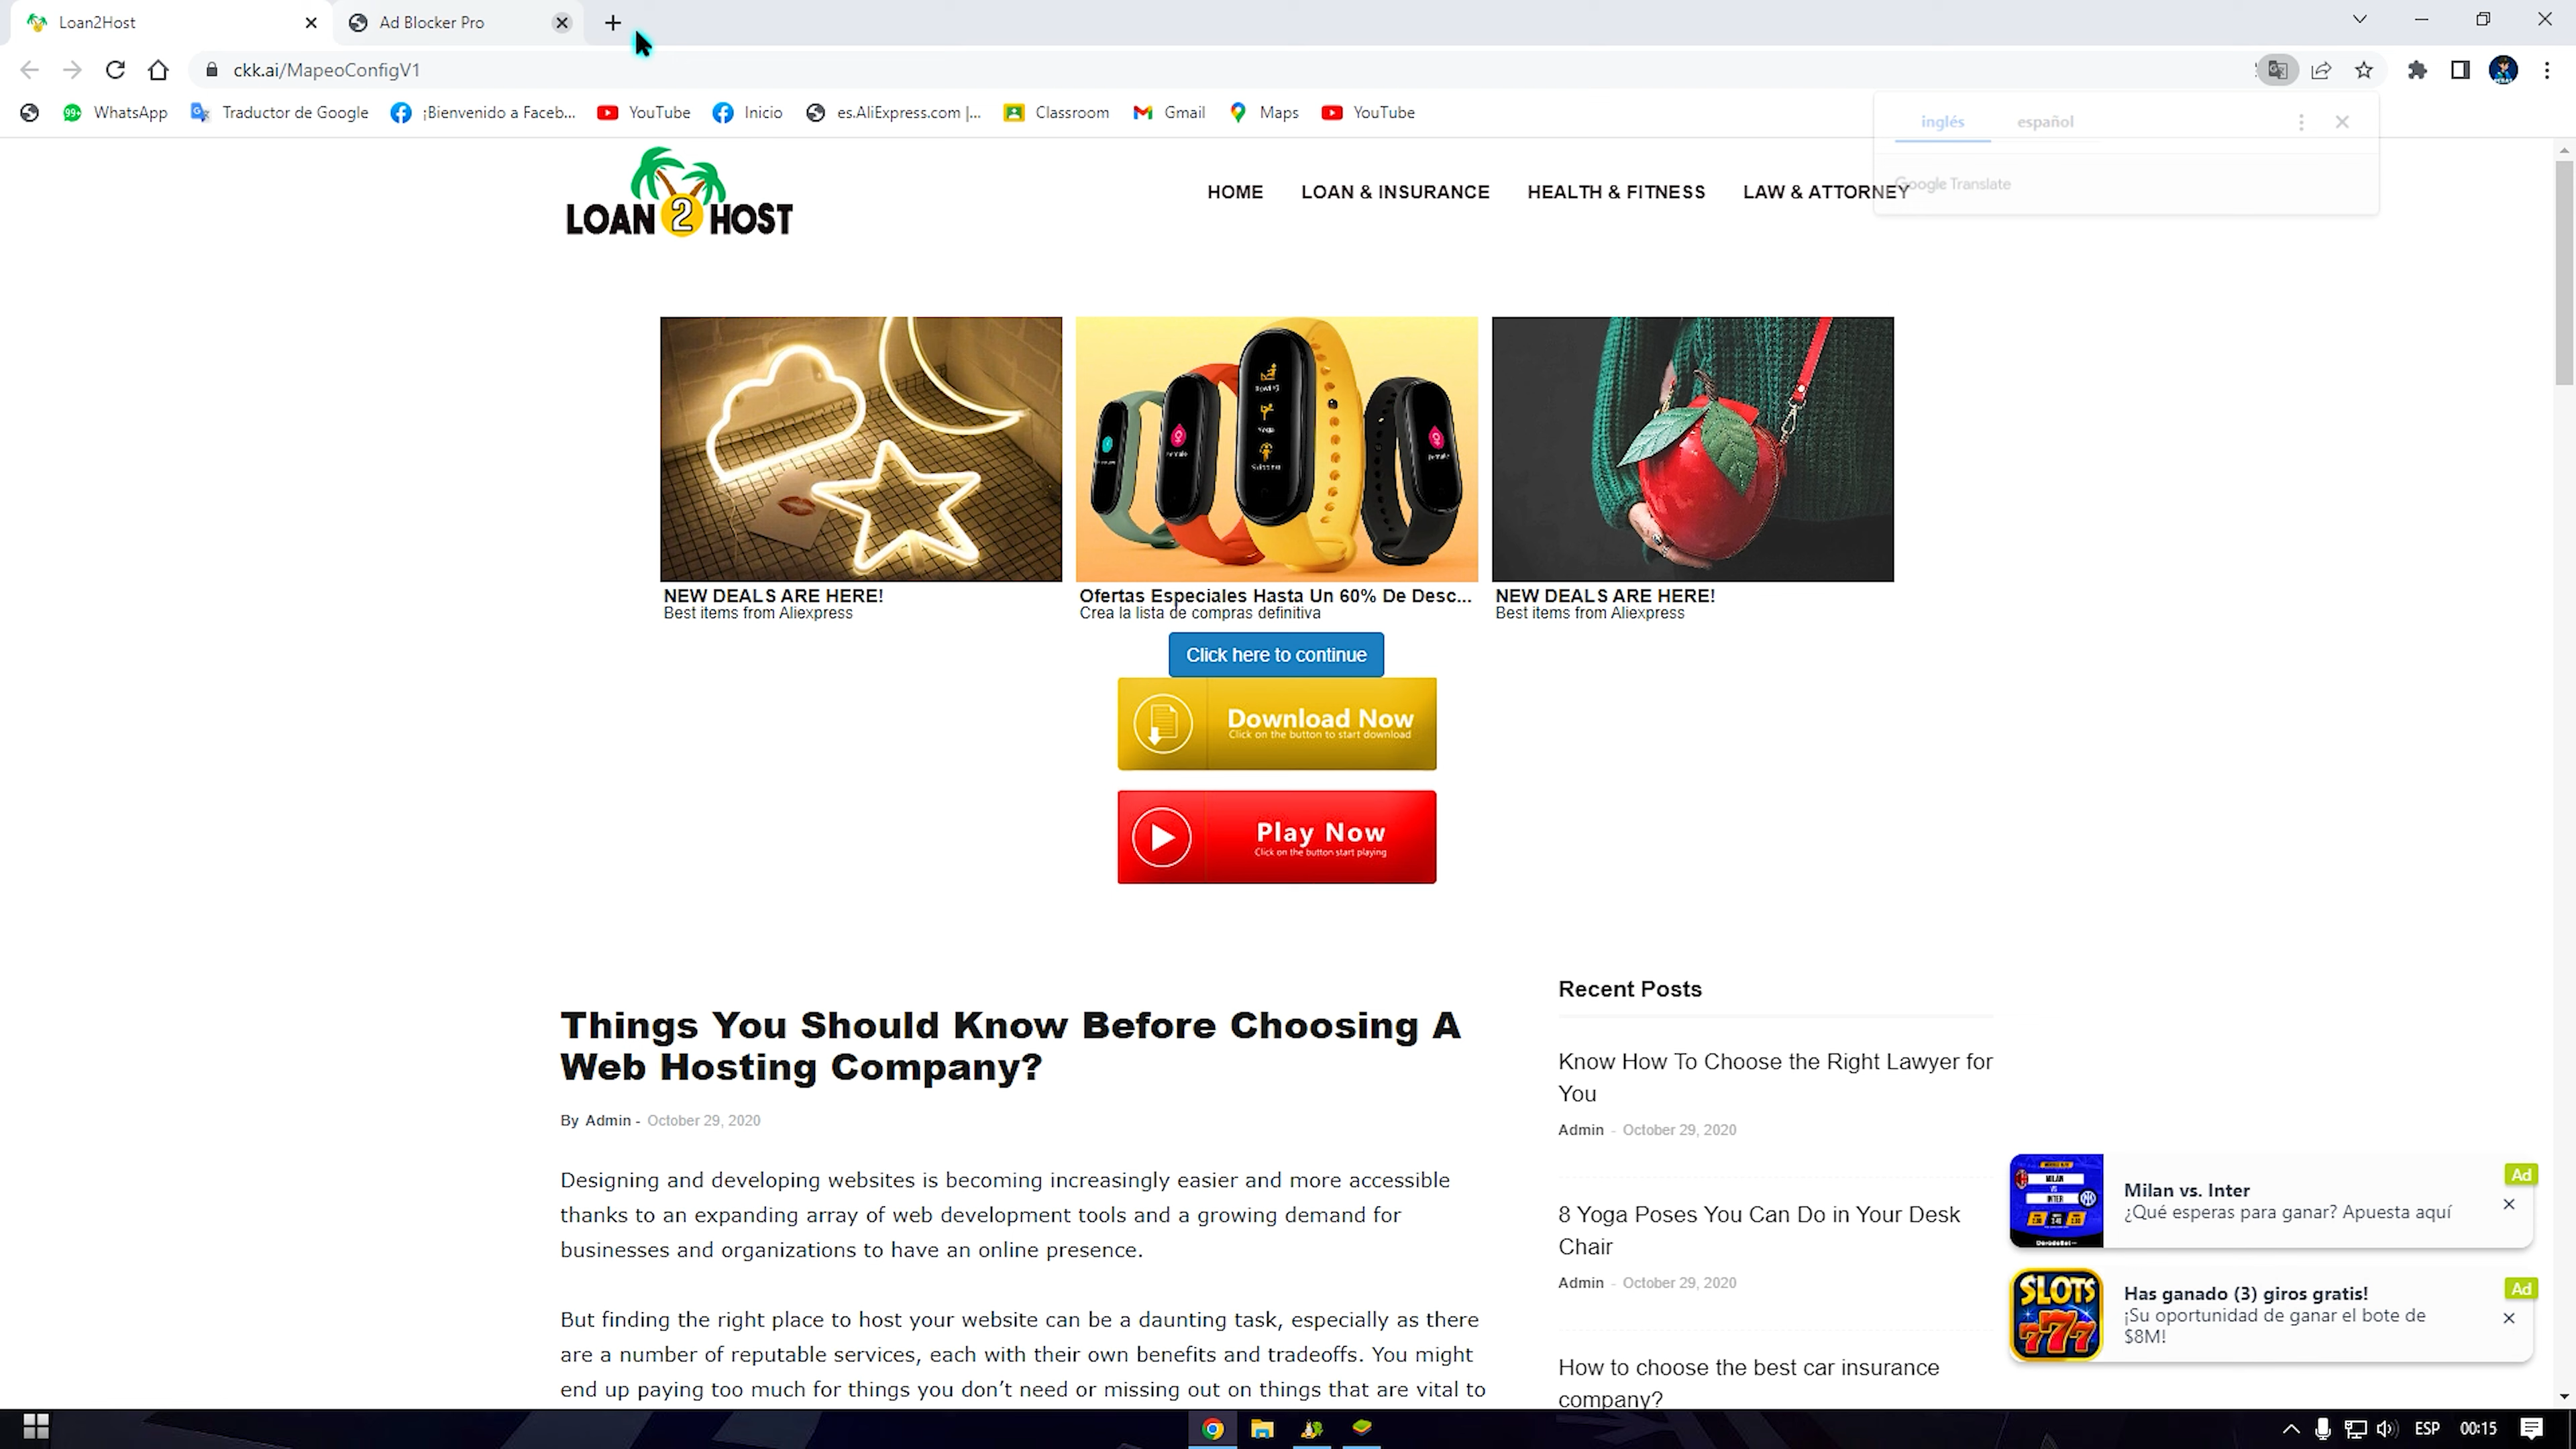 Loan2Host
Ad Blocker Pro
ckk.ai/MapeoConfigV1
99+ WhatsApp
Traductor de Google
¡Bienvenido a Faceb...
YouTube
Inicio
es.AliExpress.com |...
Classroom
Gmail
Maps
YouTube
inglés
español
Google Translate
LOAN 2 HOST
HOME
LOAN & INSURANCE
HEALTH & FITNESS
LAW & ATTORNEY
NEW DEALS ARE HERE!
Best items from Aliexpress
Ofertas Especiales Hasta Un 60% De Desc...
Crea la lista de compras definitiva
NEW DEALS ARE HERE!
Best items from Aliexpress
Click here to continue
Download Now
Click on the button to start download
Play Now
Click on the button start playing
Things You Should Know Before Choosing A
Web Hosting Company?
By Admin - October 29, 2020
Designing and developing websites is becoming increasingly easier and more accessible
thanks to an expanding array of web development tools and a growing demand for
businesses and organizations to have an online presence.
But finding the right place to host your website can be a daunting task, especially as there
are a number of reputable services, each with their own benefits and tradeoffs. You might
end up paying too much for things you don’t need or missing out on things that are vital to
Recent Posts
Know How To Choose the Right Lawyer for
You
Admin - October 29, 2020
8 Yoga Poses You Can Do in Your Desk
Chair
Admin - October 29, 2020
How to choose the best car insurance
company?
MILAN
VS
INTER
Ad
Milan vs. Inter
¿Qué esperas para ganar? Apuesta aquí
SLOTS
777
Ad
Has ganado (3) giros gratis!
¡Su oportunidad de ganar el bote de
$8M!
ESP
00:15